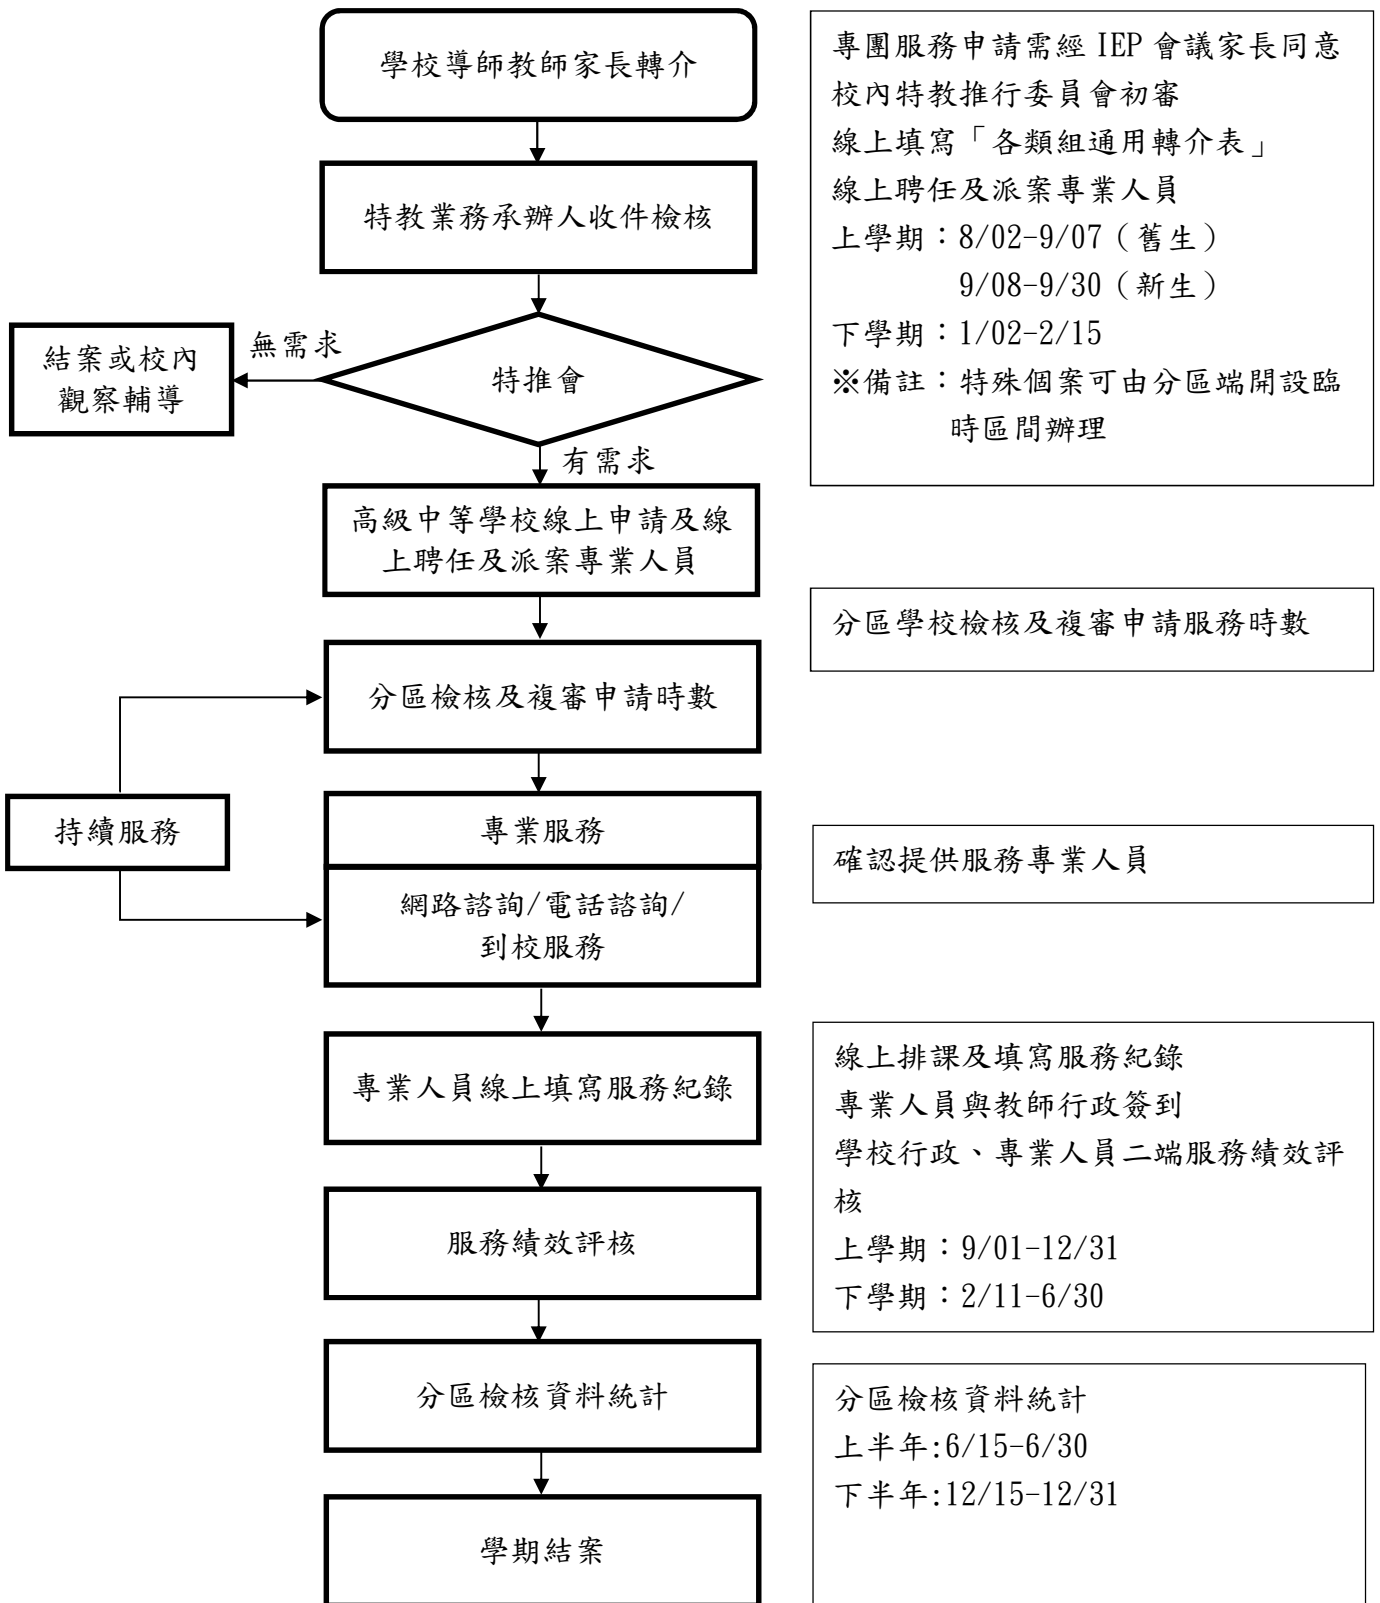 學校導師教師家長轉介
特教業務承辦人收件檢核
無需求
結案或校內
觀察輔導
特推會
有需求
高級中等學校線上申請及線
上聘任及派案專業人員
分區檢核及複審申請時數
持續服務
專業服務
網路諮詢/電話諮詢/
到校服務
專業人員線上填寫服務紀錄
服務績效評核
分區檢核資料統計
學期結案
專團服務申請需經 IEP 會議家長同意
校內特教推行委員會初審
線上填寫「各類組通用轉介表」
線上聘任及派案專業人員
上學期：8/02-9/07（舊生）
9/08-9/30（新生）
下學期：1/02-2/15
※備註：特殊個案可由分區端開設臨
時區間辦理
分區學校檢核及複審申請服務時數
確認提供服務專業人員
線上排課及填寫服務紀錄
專業人員與教師行政簽到
學校行政、專業人員二端服務績效評
核
上學期：9/01-12/31
下學期：2/11-6/30
分區檢核資料統計
上半年:6/15-6/30
下半年:12/15-12/31